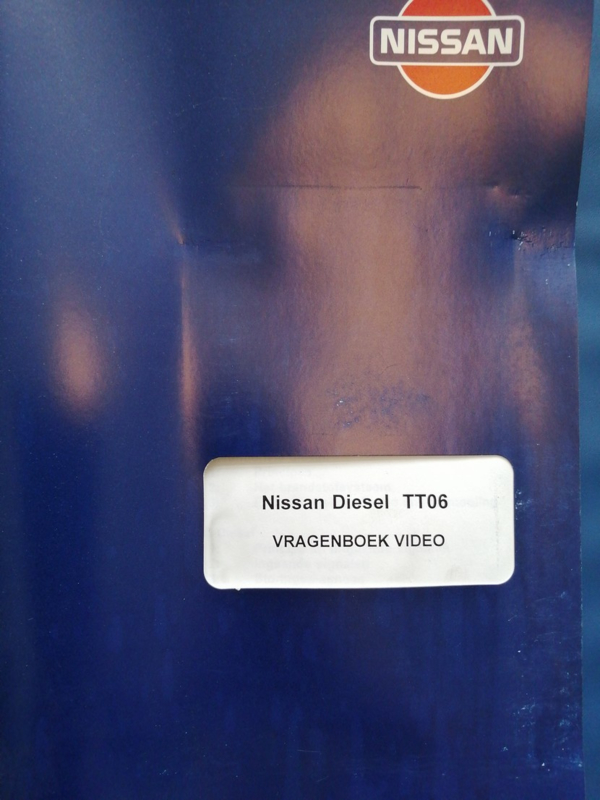 NISSAN
Nissan Diesel TT06
VRAGENBOEK VIDEO